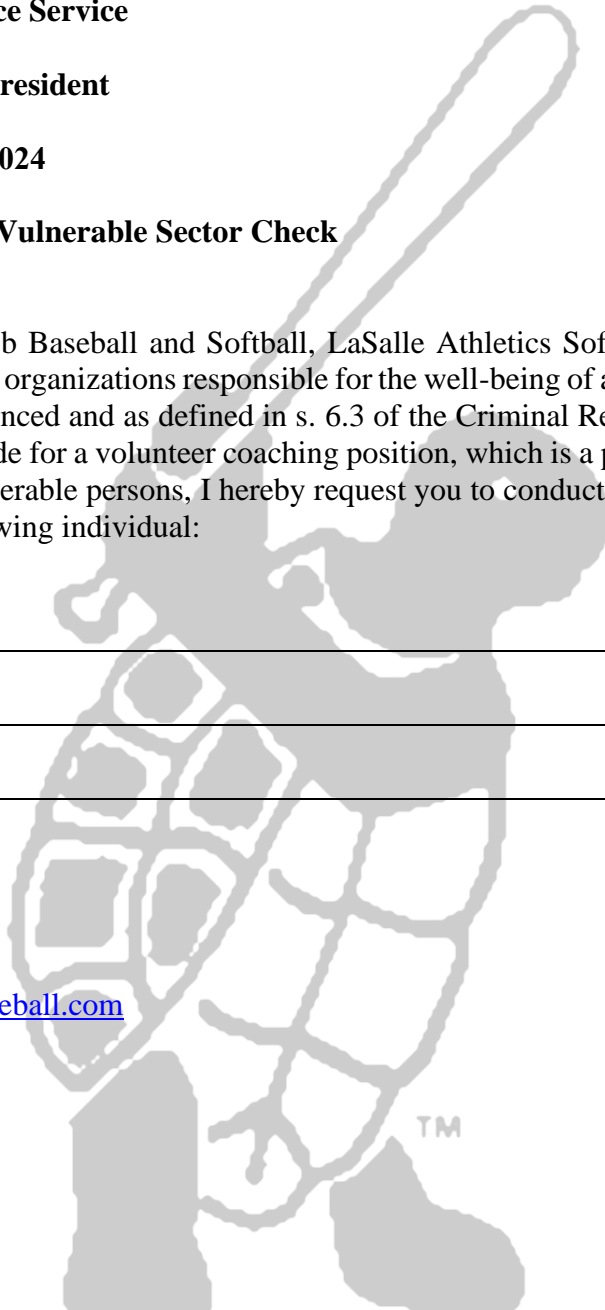 ce Service
resident
024
Vulnerable Sector Check
b Baseball and Softball, LaSalle Athletics Sof
organizations responsible for the well-being of a
nced and as defined in s. 6.3 of the Criminal Re
de for a volunteer coaching position, which is a p
erable persons, I hereby request you to conduct
wing individual:
eball.com
TM